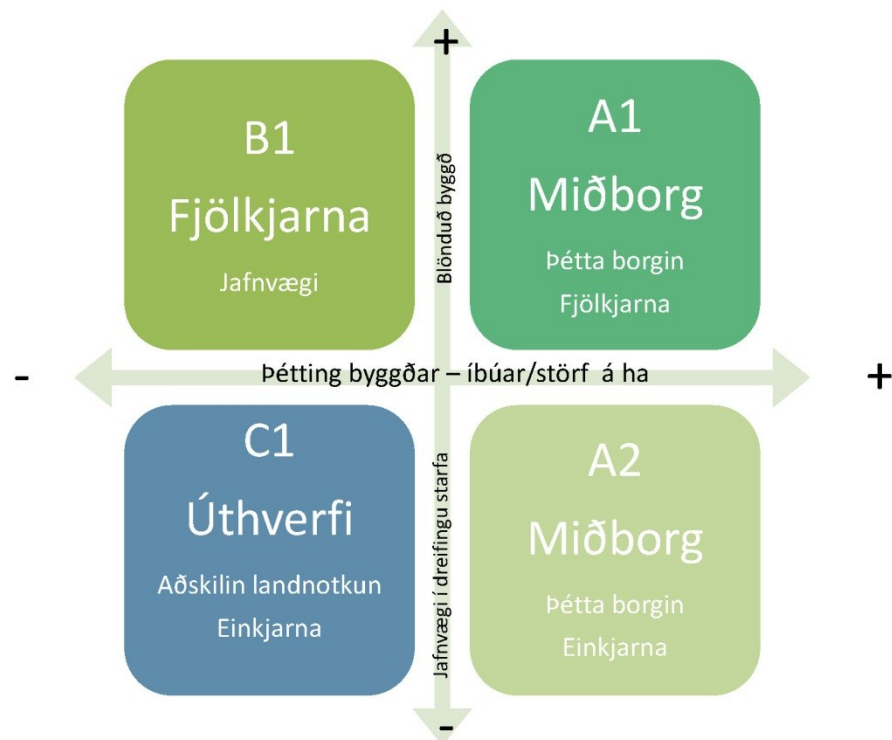 +
B1
Fjölkjarna
Jafnvægi
Blönduð byggð
A1
Miðborg
Þétta borgin
Fjölkjarna
-
Þétting byggðar – íbúar/störf á ha
+
C1
Úthverfi
Aðskilin landnotkun
Einkjarna
Jafnvægi í dreifingu starfa
A2
Miðborg
Þétta borgin
Einkjarna
-